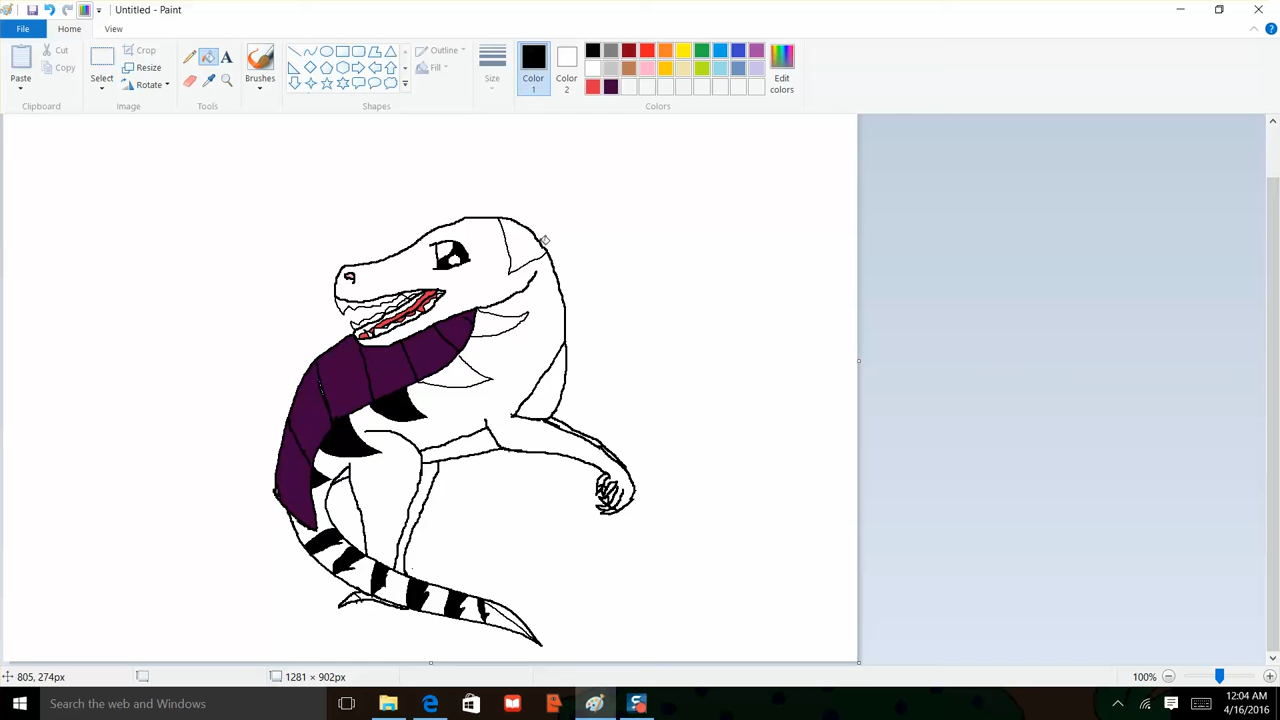 Untitled - Paint
File Home View
Paste
Cut
Copy
Clipboard
Select
Crop
Resize
Rotate
Image
A
Tools
Brushes
Outline
Fill
Shapes
Size
Color 1
Color 2
Edit colors
Colors
805, 274px
1281 × 902px
100%
Search the web and Windows
12:04 AM
4/16/2016